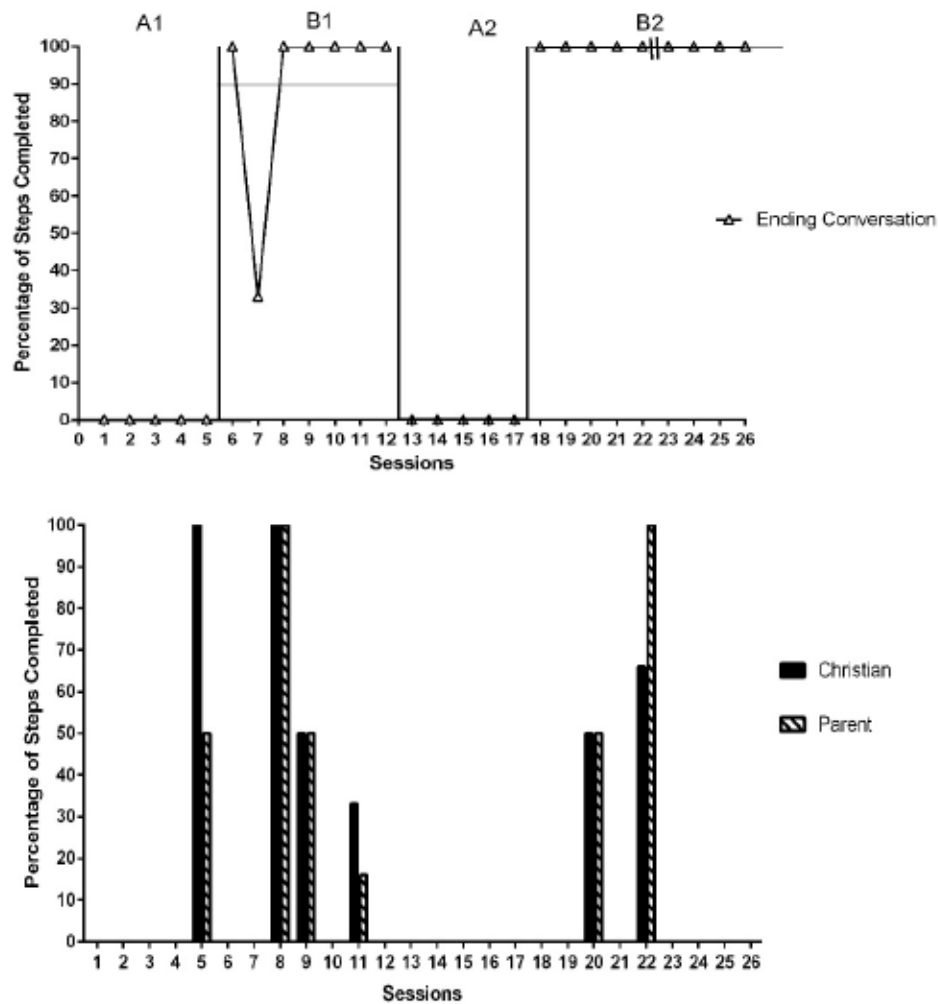 A1 B1 A2 B2
100
90
80
70
60
50
40
30
20
10
0
Percentage of Steps Completed
0 1 2 3 4 5 6 7 8 9 10 11 12 13 14 15 16 17 18 19 20 21 22 23 24 25 26
Sessions
Ending Conversation
100
90
80
70
60
50
40
30
20
10
0
Percentage of Steps Completed
1 2 3 4 5 6 7 8 9 10 11 12 13 14 15 16 17 18 19 20 21 22 23 24 25 26
Sessions
Christian
Parent